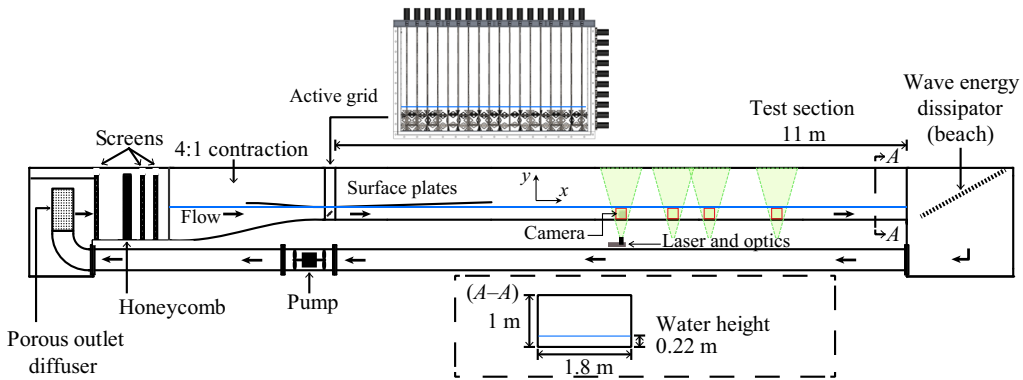 Active grid
Test section
11 m
Wave energy
dissipator
(beach)
Screens
4:1 contraction
A
y
x
Surface plates
Flow
Camera
Laser and optics
A
Honeycomb
Pump
Porous outlet
diffuser
(A–A)
1 m
Water height
0.22 m
1.8 m